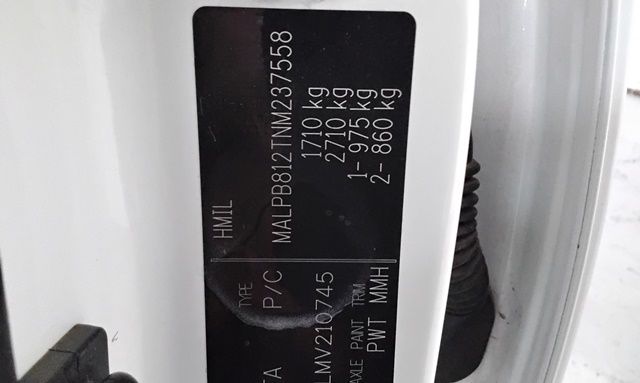 HMIL
MALPB812TNM237558
1710 kg
2710 kg
1- 975 kg
2- 860 kg
TYPE
P/C
LMV210745
AXLE PAINT TRIM
PWT MMH